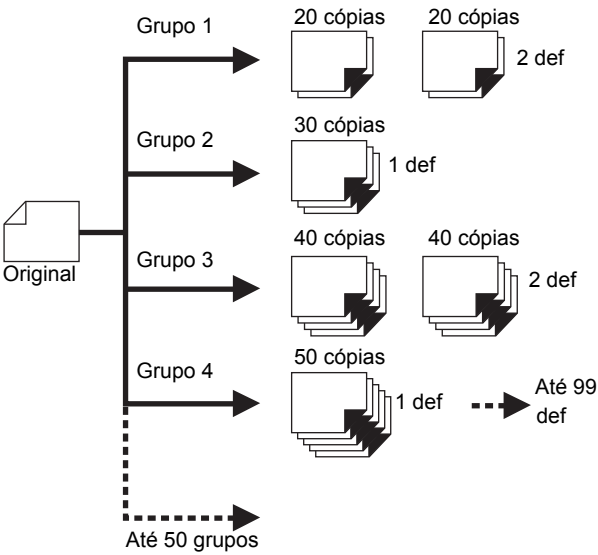 Grupo 1
20 cópias
20 cópias
2 def
Grupo 2
30 cópias
1 def
Original
Grupo 3
40 cópias
40 cópias
2 def
Grupo 4
50 cópias
1 def
Até 99
def
Até 50 grupos